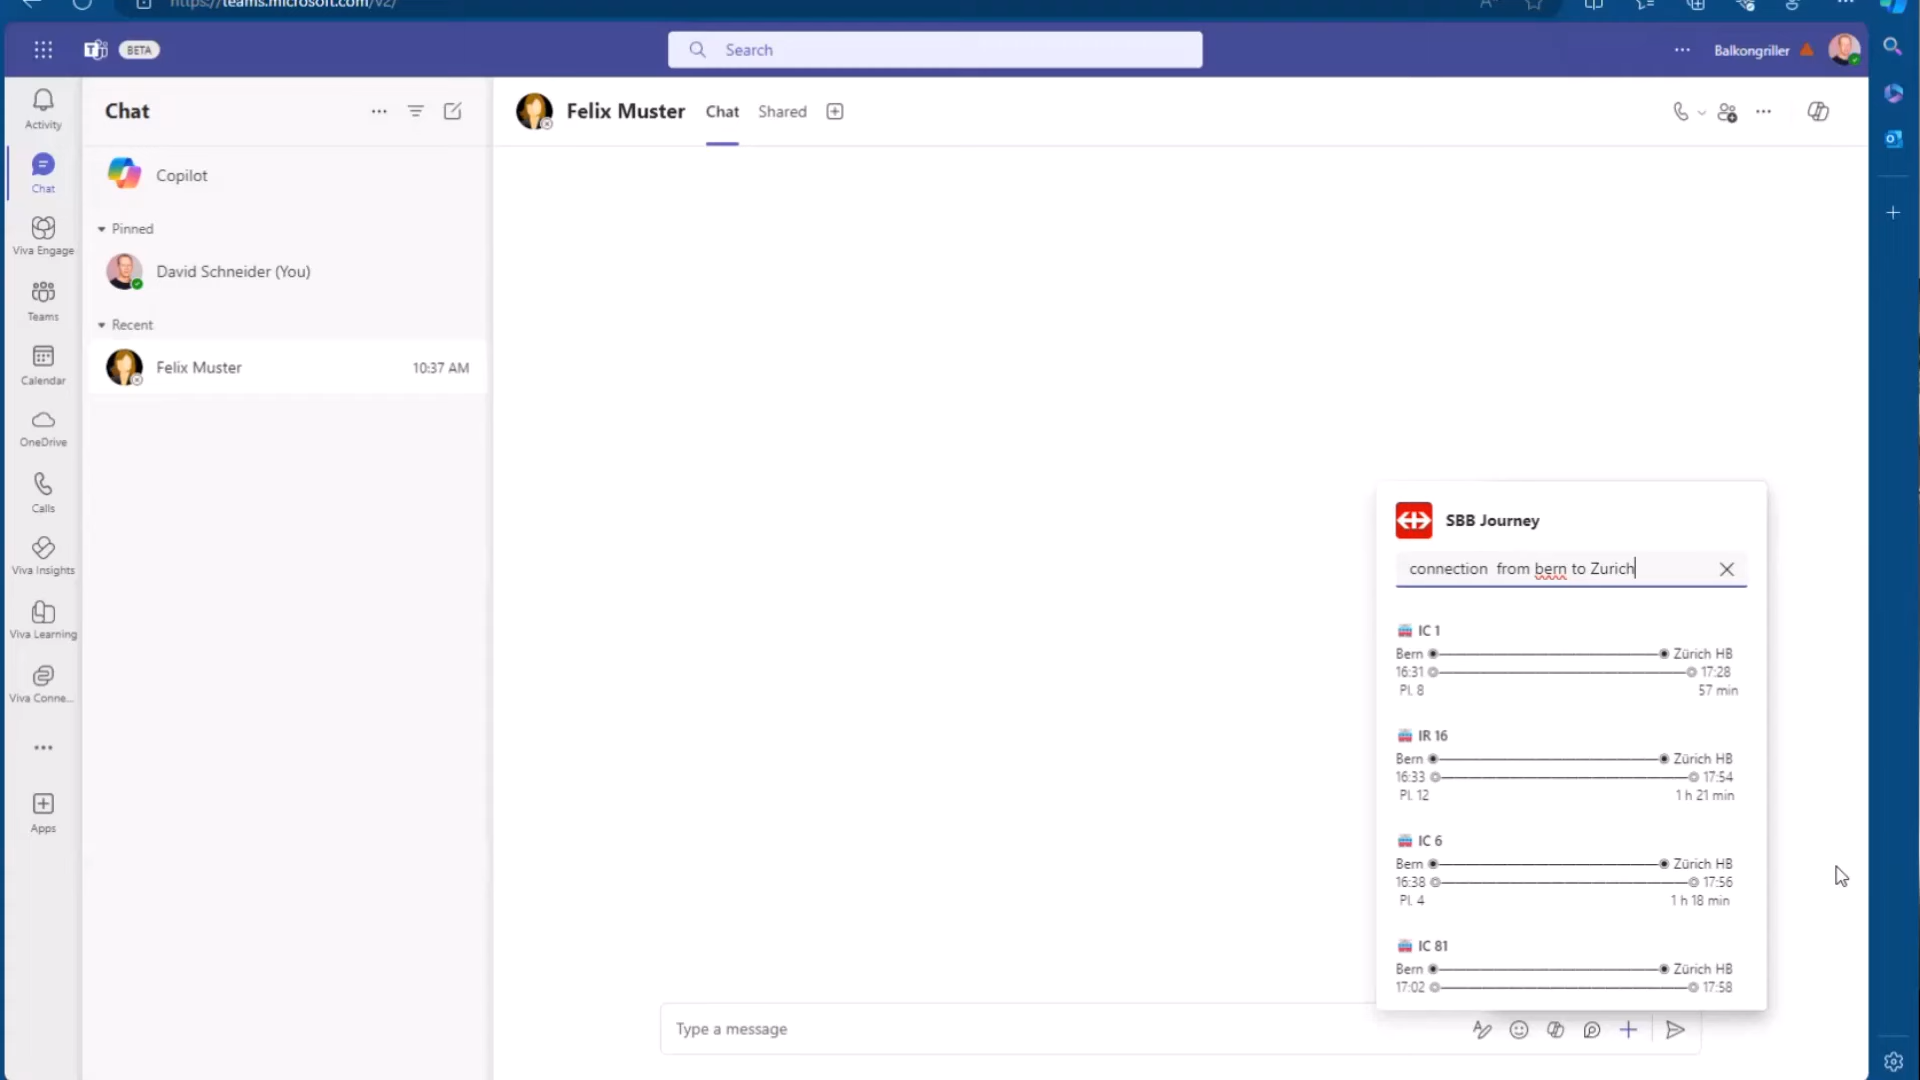 https://teams.microsoft.com/v2/
BETA
Search
Balkongriller
Activity
Chat
Viva Engage
Teams
Calendar
OneDrive
Calls
Viva Insights
Viva Learning
Viva Conne...
Apps
Chat
Copilot
Pinned
David Schneider (You)
Recent
Felix Muster 10:37 AM
Felix Muster Chat Shared
SBB Journey
connection  from bern to Zurich
IC 1
Bern Zürich HB
16:31 17:28
Pl. 8 57 min
IR 16
Bern Zürich HB
16:33 17:54
Pl. 12 1 h 21 min
IC 6
Bern Zürich HB
16:38 17:56
Pl. 4 1 h 18 min
IC 81
Bern Zürich HB
17:02 17:58
Type a message